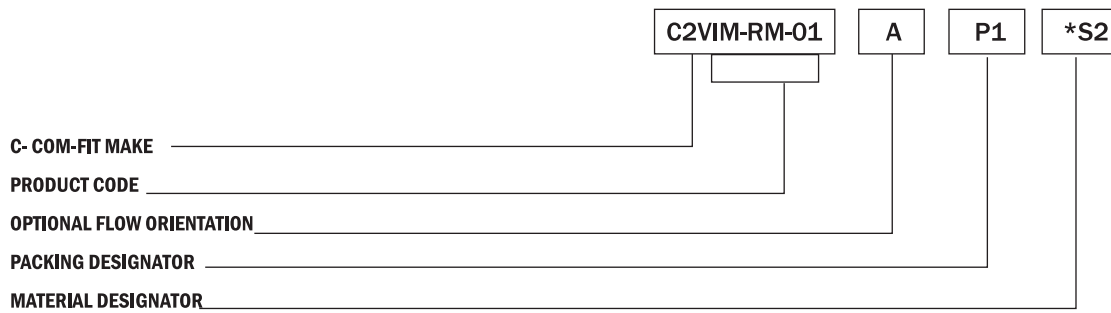 C2VIM-RM-01 A P1 *S2
C- COM-FIT MAKE
PRODUCT CODE
OPTIONAL FLOW ORIENTATION
PACKING DESIGNATOR
MATERIAL DESIGNATOR